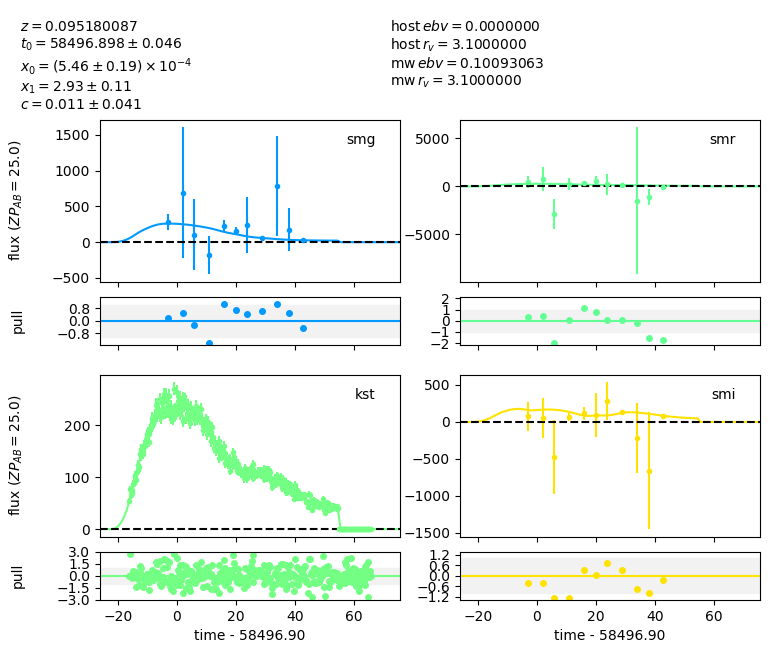 z = 0.095180087
host ebv = 0.0000000
t₀ = 58496.898 ± 0.046
host r_v = 3.1000000
x₀ = (5.46 ± 0.19) × 10⁻⁴
mw ebv = 0.10093063
x₁ = 2.93 ± 0.11
mw r_v = 3.1000000
c = 0.011 ± 0.041
flux (ZP_AB = 25.0)
1500
1000
500
0
−500
smg
5000
0
−5000
smr
pull
0.8
0.0
−0.8
2
1
0
−1
−2
flux (ZP_AB = 25.0)
200
100
0
kst
500
0
−500
−1000
−1500
smi
pull
3.0
1.5
0.0
−1.5
−3.0
1.2
0.6
0.0
−0.6
−1.2
−20 0 20 40 60
−20 0 20 40 60
time - 58496.90
time - 58496.90